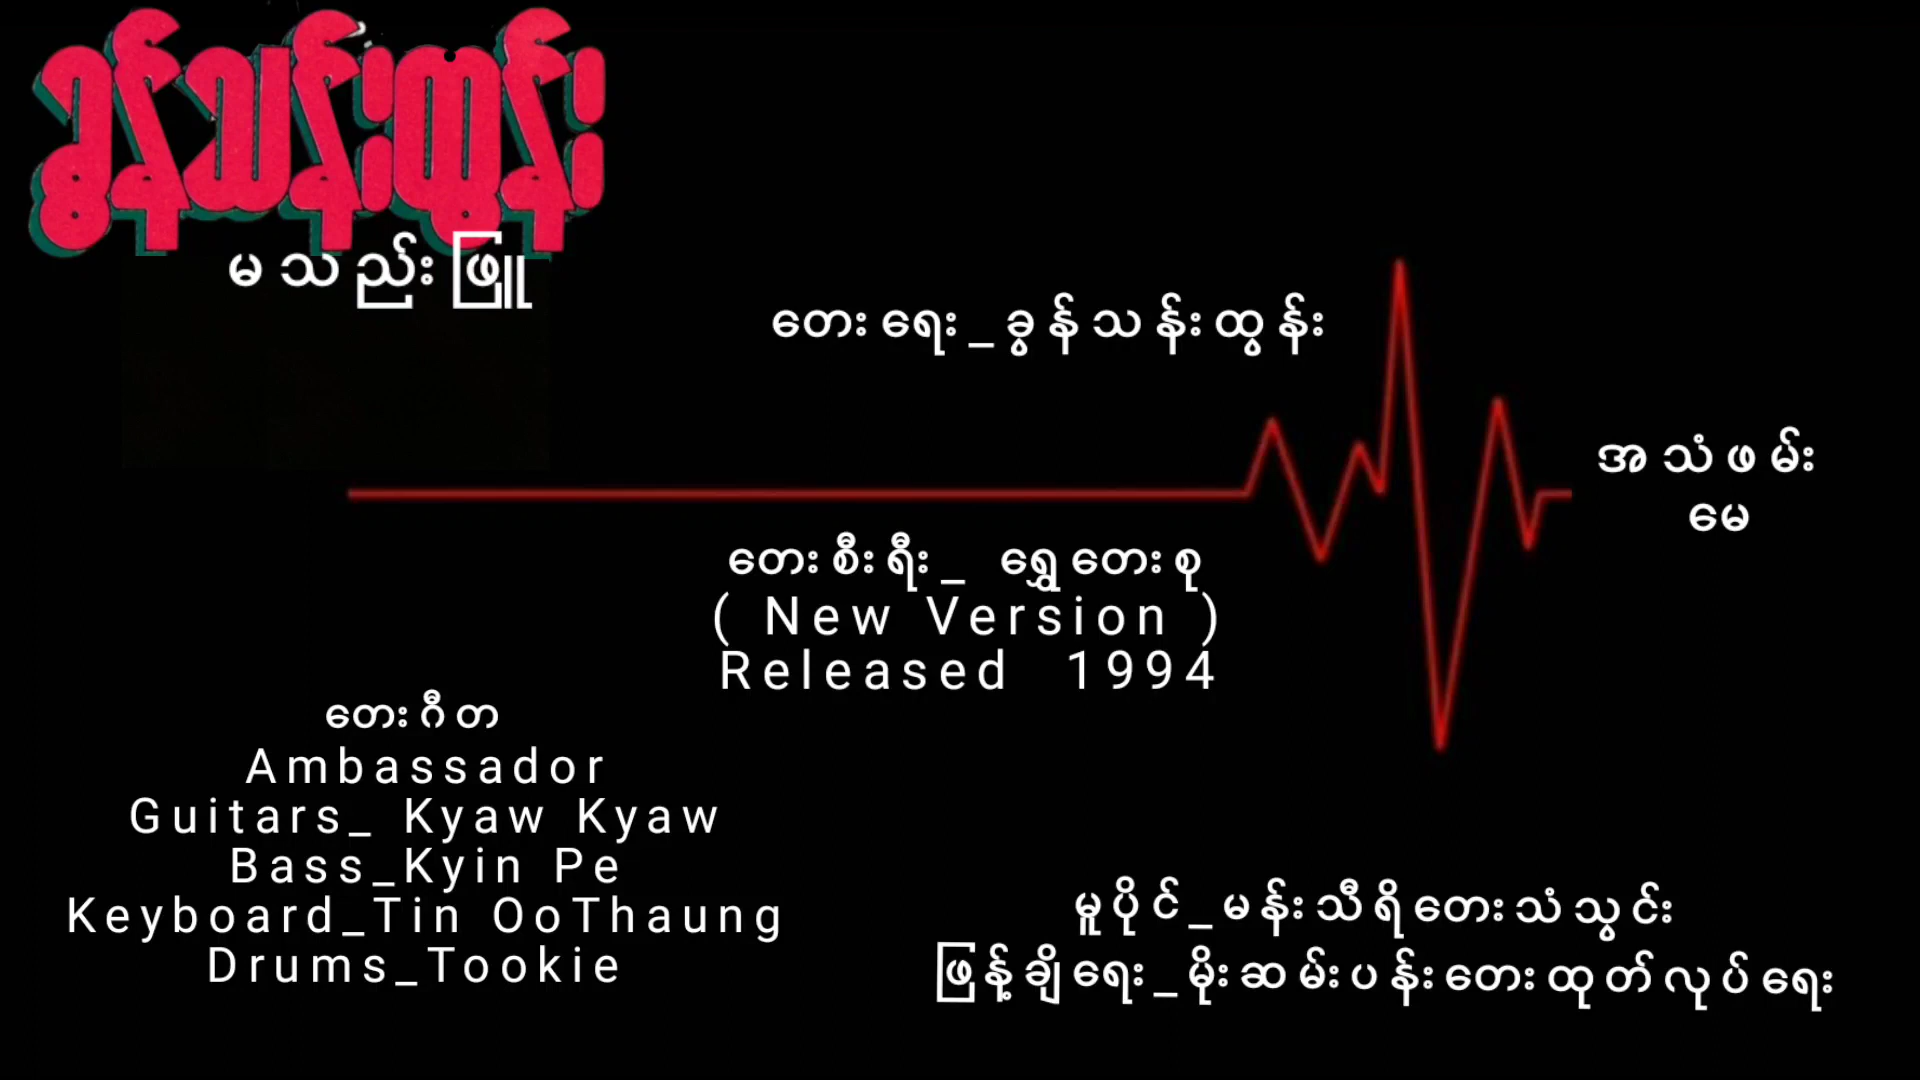 ခွန်သန်းထွန်း
မသည်းဖြူ
တေးရေး_ခွန်သန်းထွန်း
အသံဖမ်း
မေ
တေးစီးရီး_ ရွှေတေးစု
( New Version )
Released 1994
တေးဂီတ
Ambassador
Guitars_ Kyaw Kyaw
Bass_Kyin Pe
Keyboard_Tin OoThaung
Drums_Tookie
မူပိုင်_မန်းသီရိတေးသံသွင်း
ဖြန့်ချိရေး_မိုးဆမ်းပန်းတေးထုတ်လုပ်ရေး